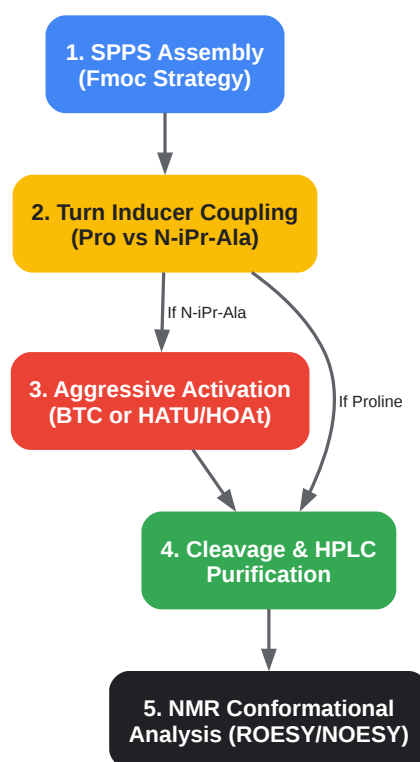 1. SPPS Assembly
(Fmoc Strategy)
2. Turn Inducer Coupling
(Pro vs N-iPr-Ala)
If N-iPr-Ala
3. Aggressive Activation
(BTC or HATU/HOAt)
If Proline
4. Cleavage & HPLC
Purification
5. NMR Conformational
Analysis (ROESY/NOESY)